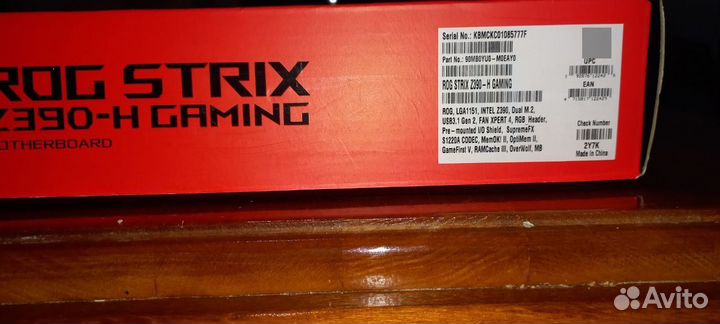 ROG STRIX
Z390-H GAMING
MOTHERBOARD
Serial No.: KBMCKC01085777F
Part No.: 90MB0YU0-M0EAY0
ROG STRIX Z390-H GAMING
ROG, LGA1151, INTEL Z390, Dual M.2,
USB3.1 Gen 2, FAN XPERT 4, RGB Header,
Pre-mounted I/O Shield, SupremeFX
S1220A CODEC, MemOK! II, OptiMem II,
GameFirst V, RAMCache III, OverWolf, MB
UPC
EAN
Check Number
2Y7K
Made in China
Avito